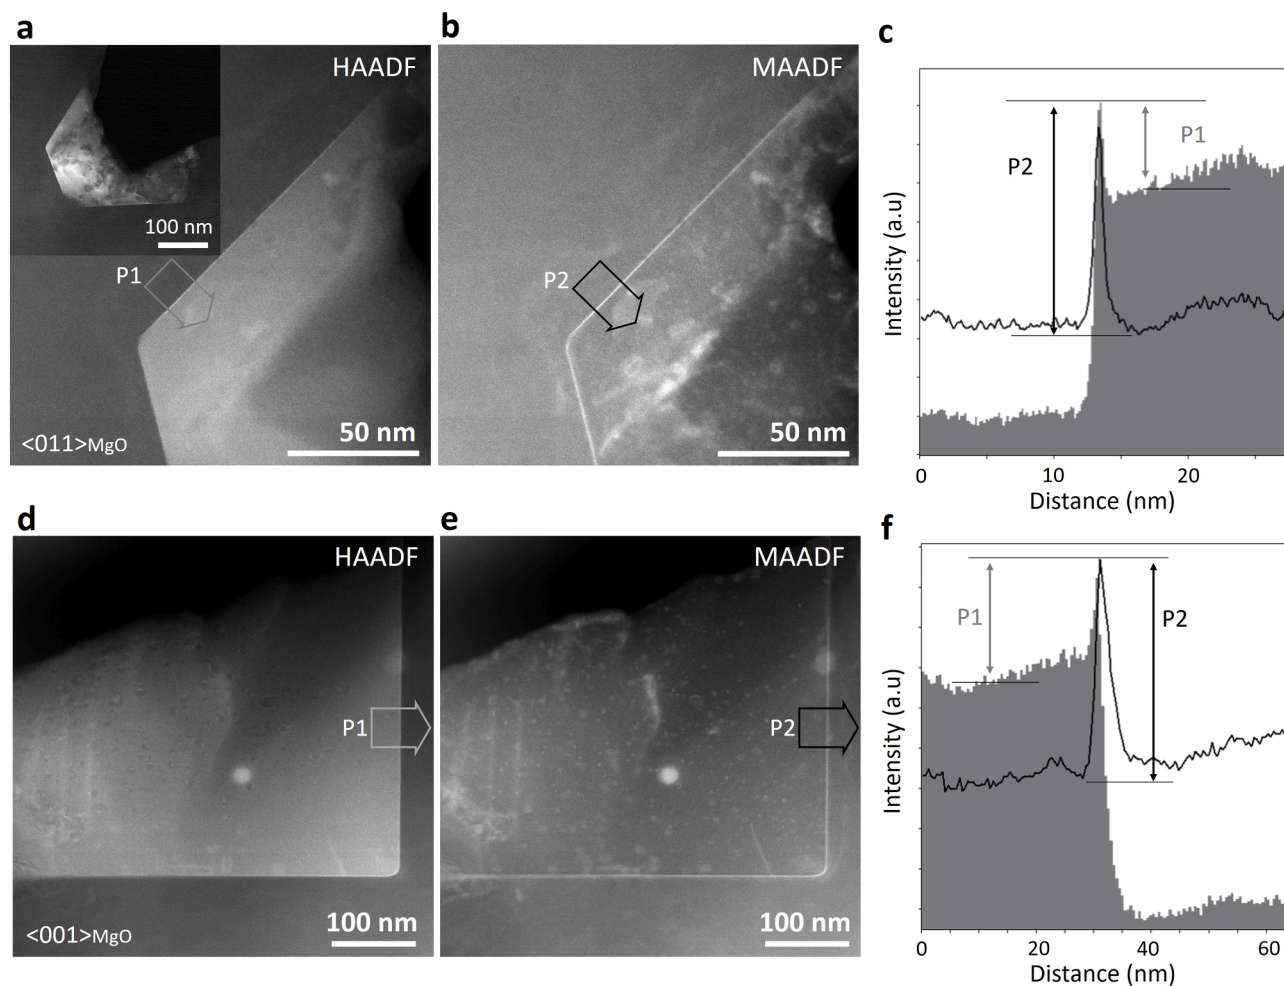 a
HAADF
100 nm
P1
50 nm
<011>MgO
b
MAADF
P2
50 nm
c
P1
P2
Intensity (a.u)
0 10 20
Distance (nm)
d
HAADF
P1
100 nm
<001>MgO
e
MAADF
P2
100 nm
f
P1
P2
Intensity (a.u)
0 20 40 60
Distance (nm)